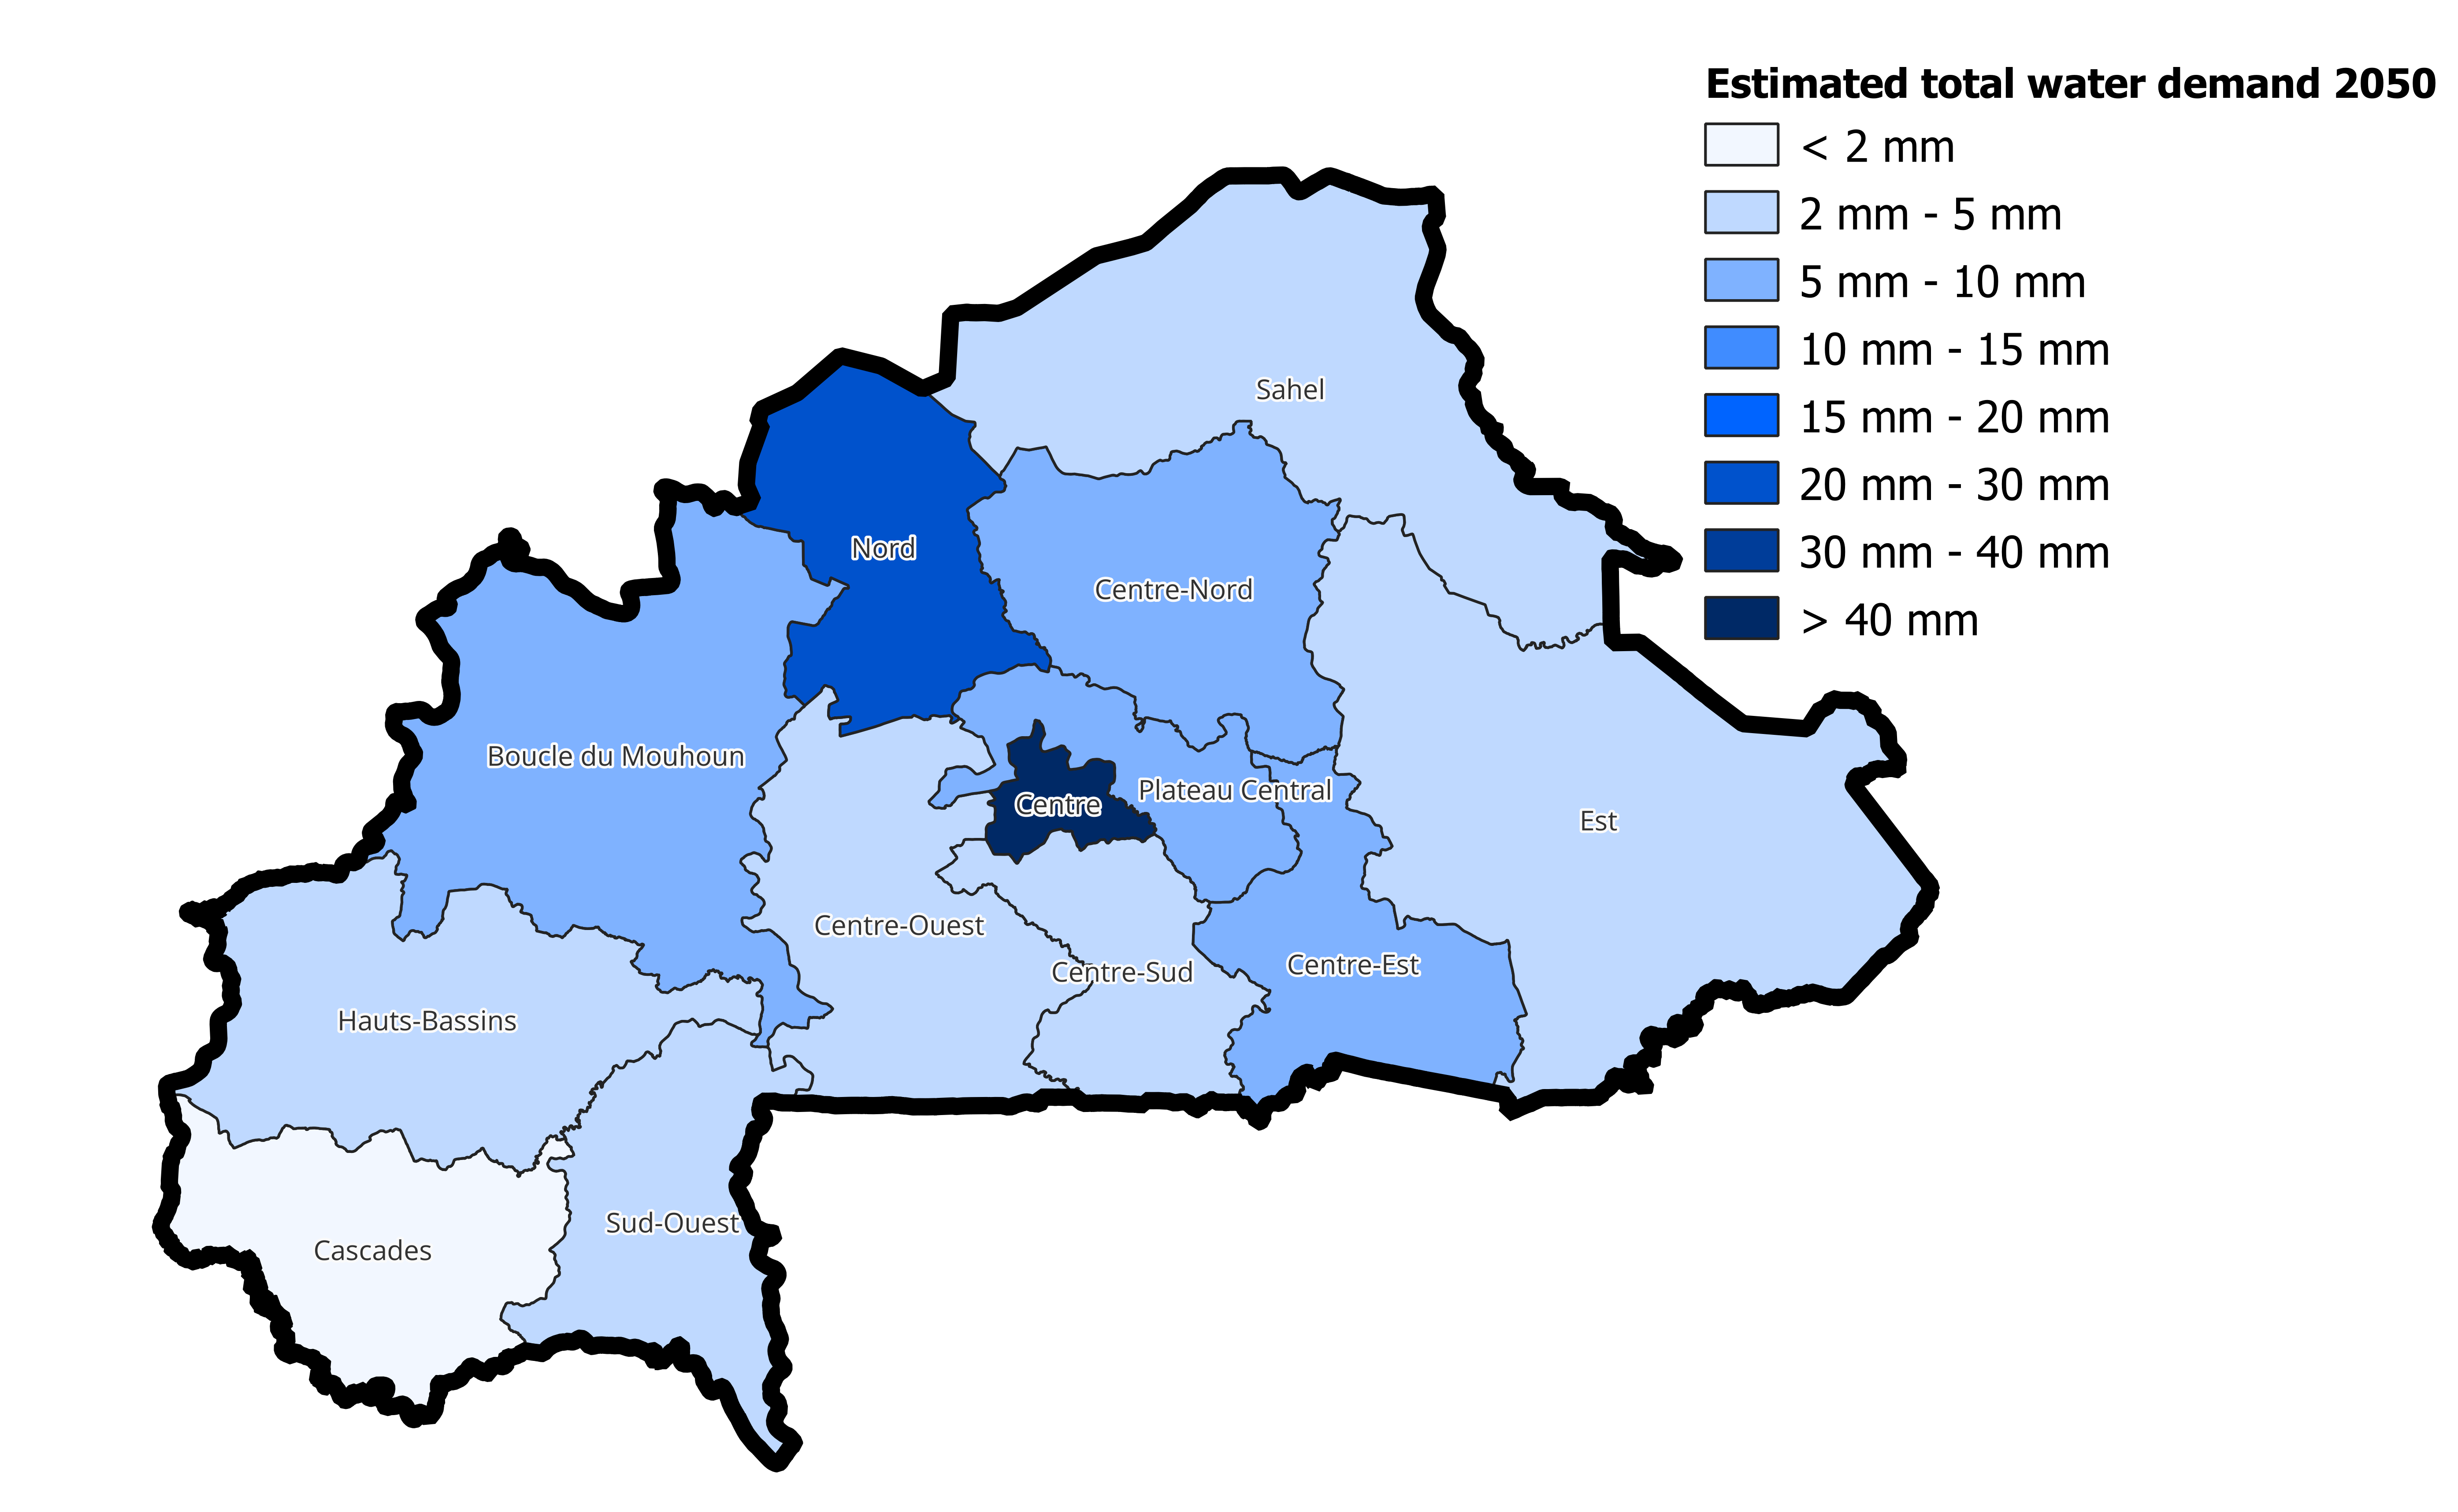 Estimated total water demand 2050
< 2 mm
2 mm - 5 mm
5 mm - 10 mm
10 mm - 15 mm
15 mm - 20 mm
20 mm - 30 mm
30 mm - 40 mm
> 40 mm
Sahel
Nord
Centre-Nord
Boucle du Mouhoun
Plateau Central
Centre
Est
Centre-Ouest
Centre-Est
Centre-Sud
Hauts-Bassins
Sud-Ouest
Cascades